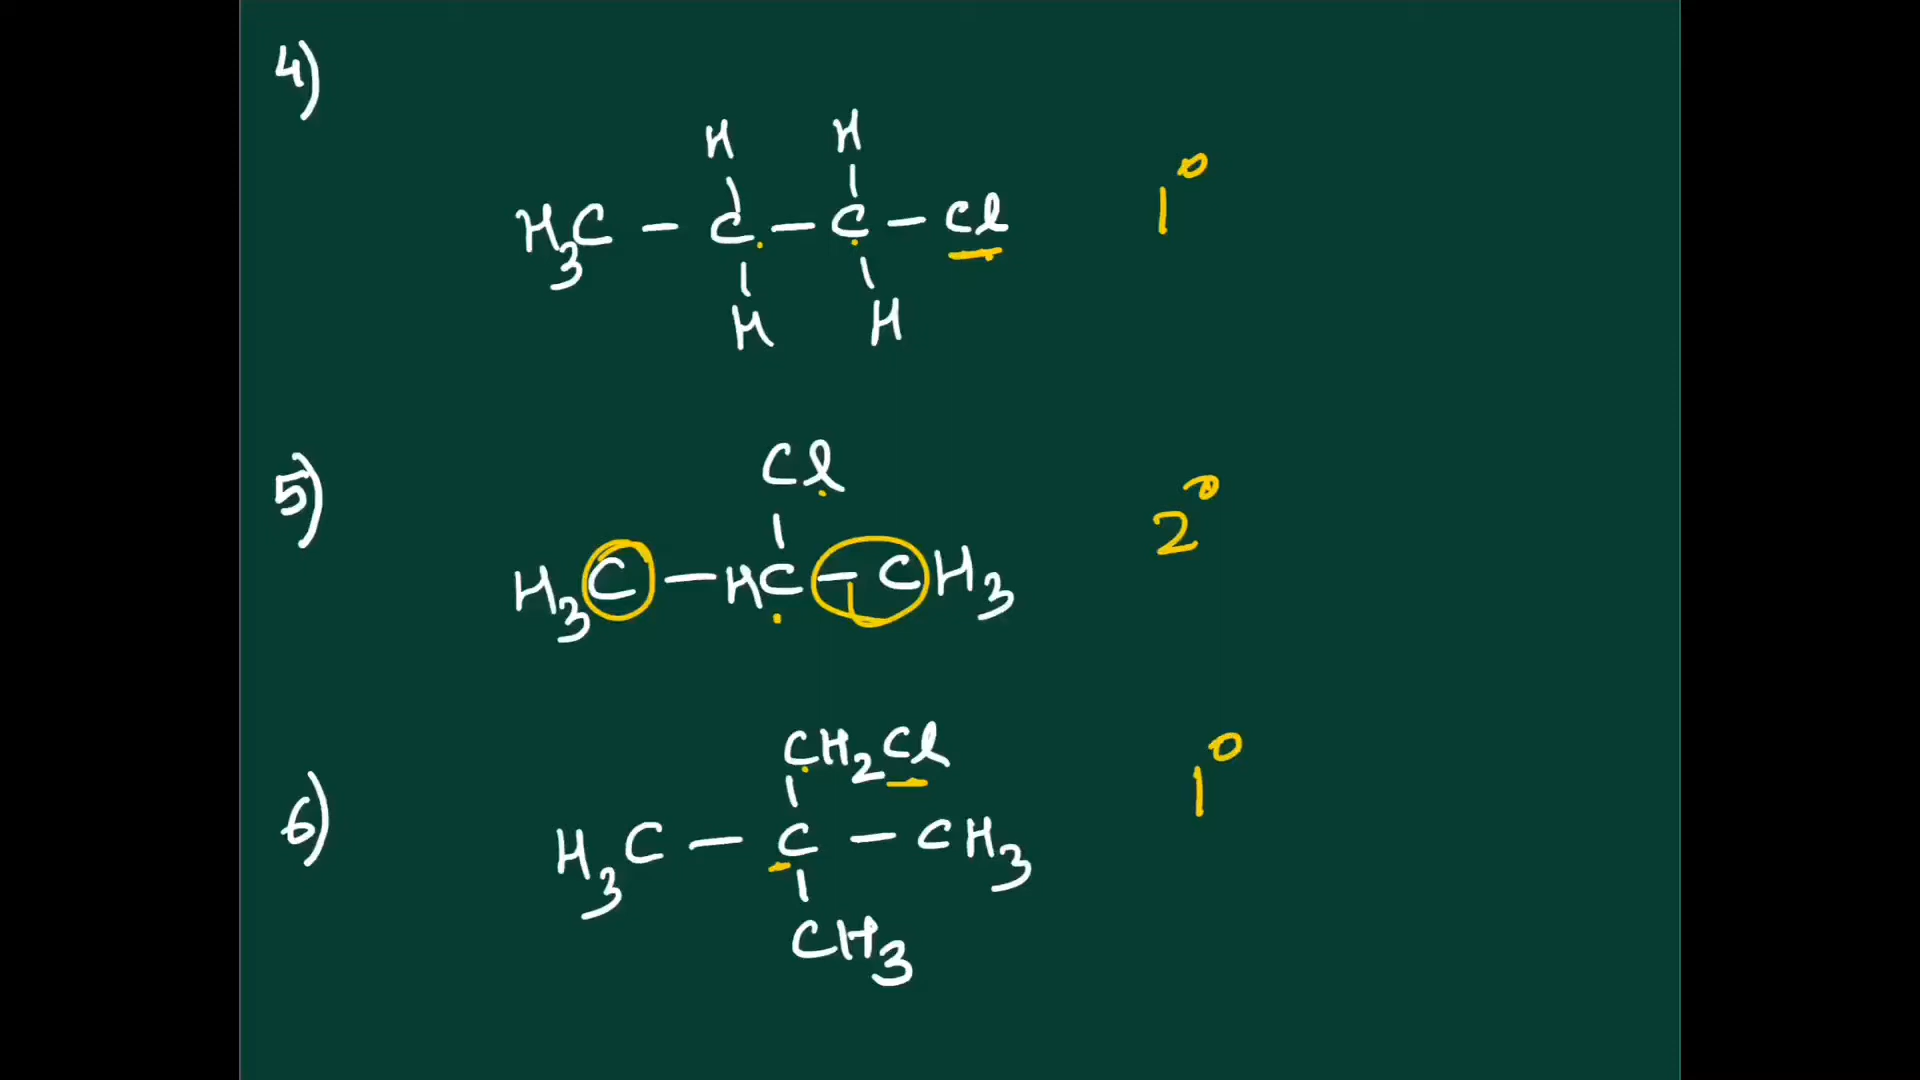 4)
H H
H₃C - C - C - Cl 1°
H H
5)
Cl
H₃C - HC - CH₃ 2°
CH₂Cl
6) H₃C - C - CH₃ 1°
CH₃